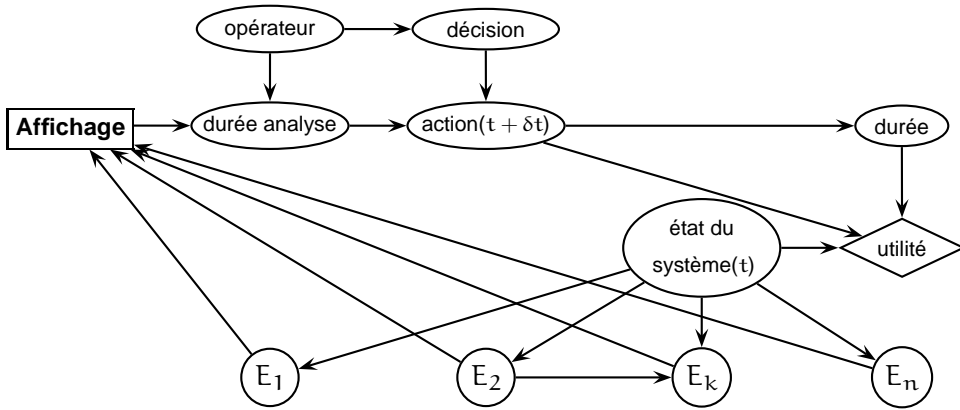 opérateur
décision
Affichage
durée analyse
action(t + δt)
durée
état du
système(t)
utilité
E1
E2
Ek
En